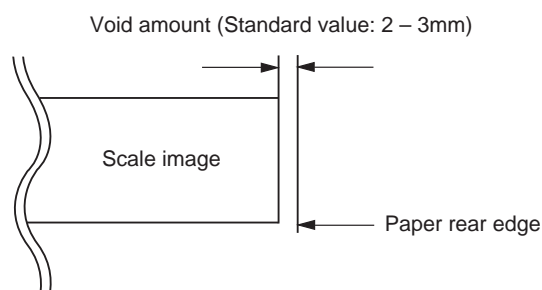 Void amount (Standard value: 2 – 3mm)
Scale image
Paper rear edge